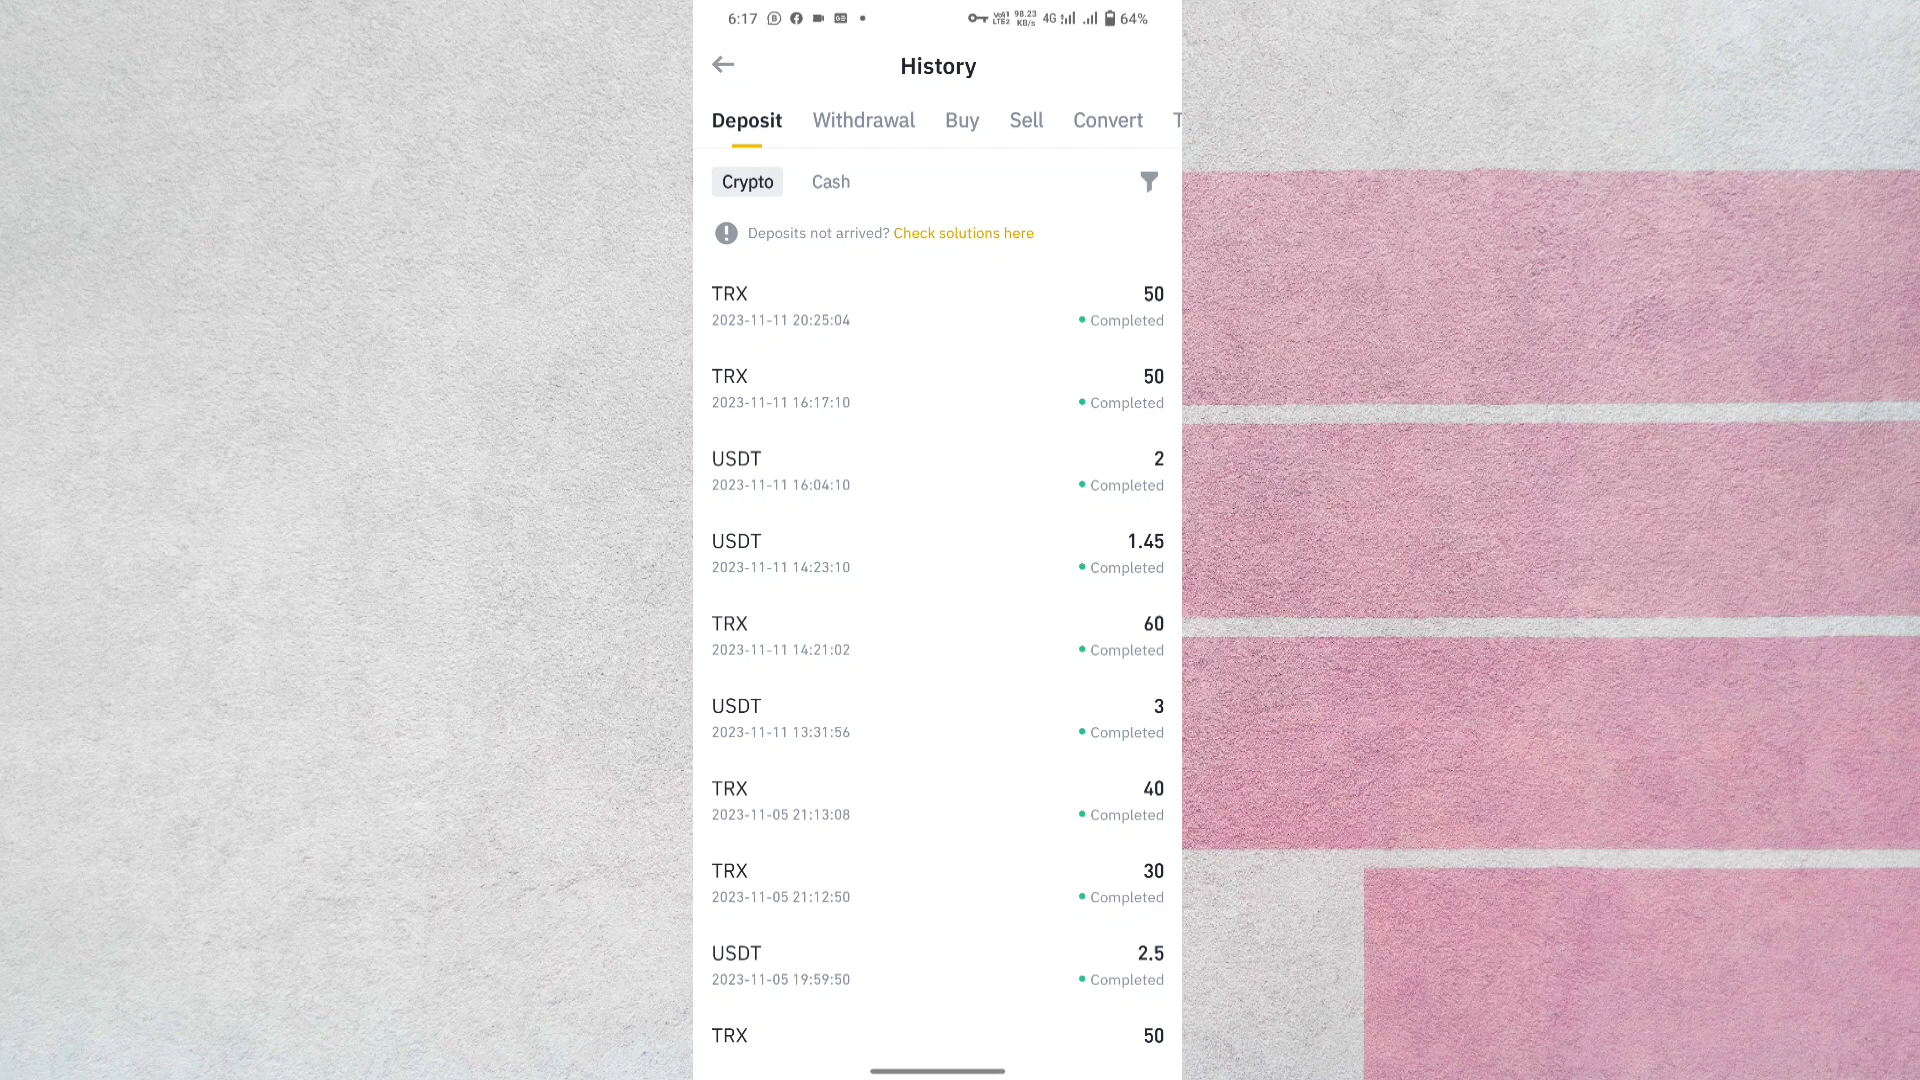 6:17 64%
98.23
KB/s
4G
LTE2
History
Deposit Withdrawal Buy Sell Convert T
Crypto Cash
Deposits not arrived? Check solutions here
TRX 50
2023-11-11 20:25:04 Completed
TRX 50
2023-11-11 16:17:10 Completed
USDT 2
2023-11-11 16:04:10 Completed
USDT 1.45
2023-11-11 14:23:10 Completed
TRX 60
2023-11-11 14:21:02 Completed
USDT 3
2023-11-11 13:31:56 Completed
TRX 40
2023-11-05 21:13:08 Completed
TRX 30
2023-11-05 21:12:50 Completed
USDT 2.5
2023-11-05 19:59:50 Completed
TRX 50